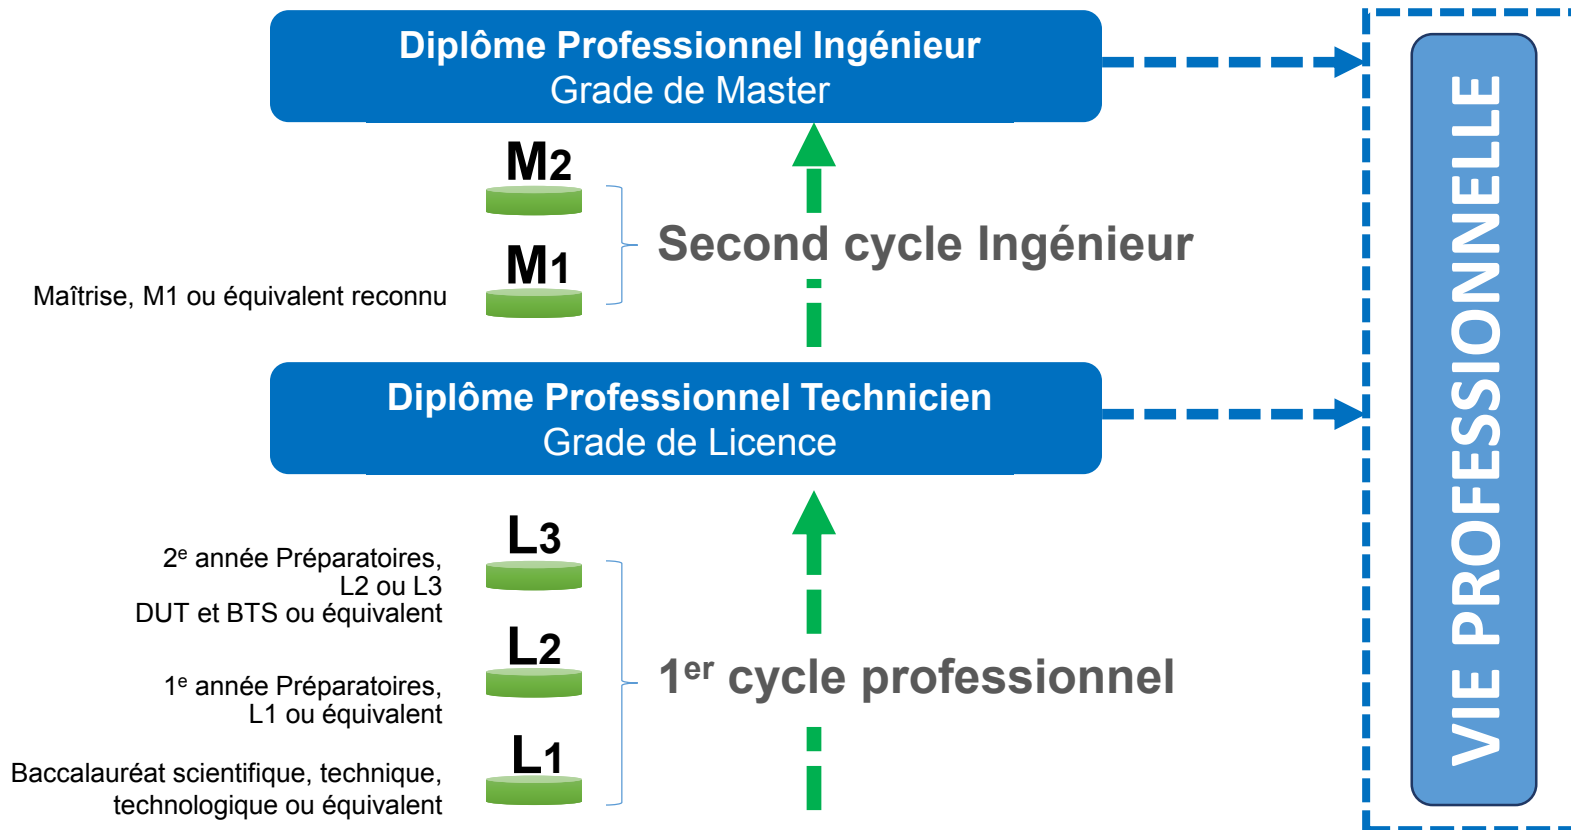 Diplôme Professionnel Ingénieur
Grade de Master
M2
Second cycle Ingénieur
M1
Maîtrise, M1 ou équivalent reconnu
Diplôme Professionnel Technicien
Grade de Licence
L3
2e année Préparatoires,
L2 ou L3
DUT et BTS ou équivalent
L2
1er cycle professionnel
1e année Préparatoires,
L1 ou équivalent
L1
Baccalauréat scientifique, technique,
technologique ou équivalent
VIE PROFESSIONNELLE